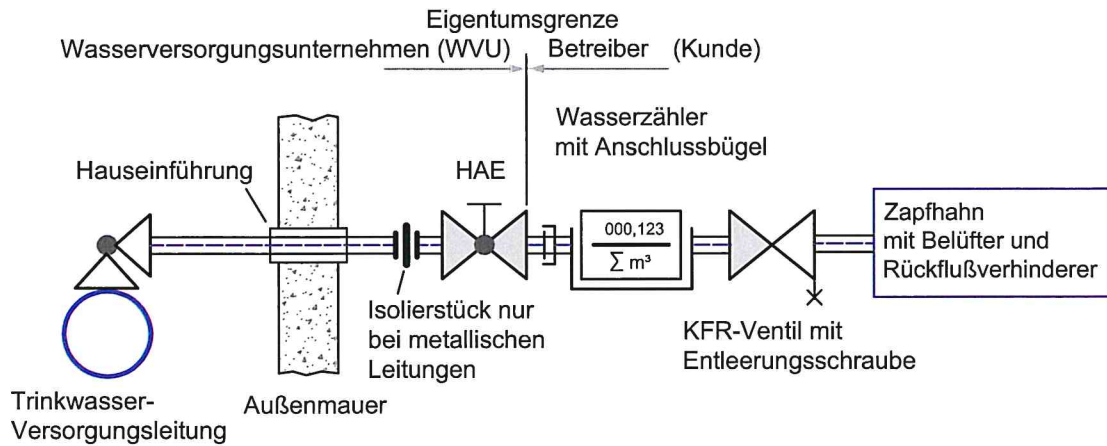 Eigentumsgrenze
Wasserversorgungsunternehmen (WVU) Betreiber (Kunde)
Wasserzähler
mit Anschlussbügel
Hauseinführung
HAE
000,123
∑ m³
Zapfhahn
mit Belüfter und
Rückflußverhinderer
Isolierstück nur
bei metallischen
Leitungen
KFR-Ventil mit
Entleerungsschraube
Trinkwasser-
Versorgungsleitung
Außenmauer